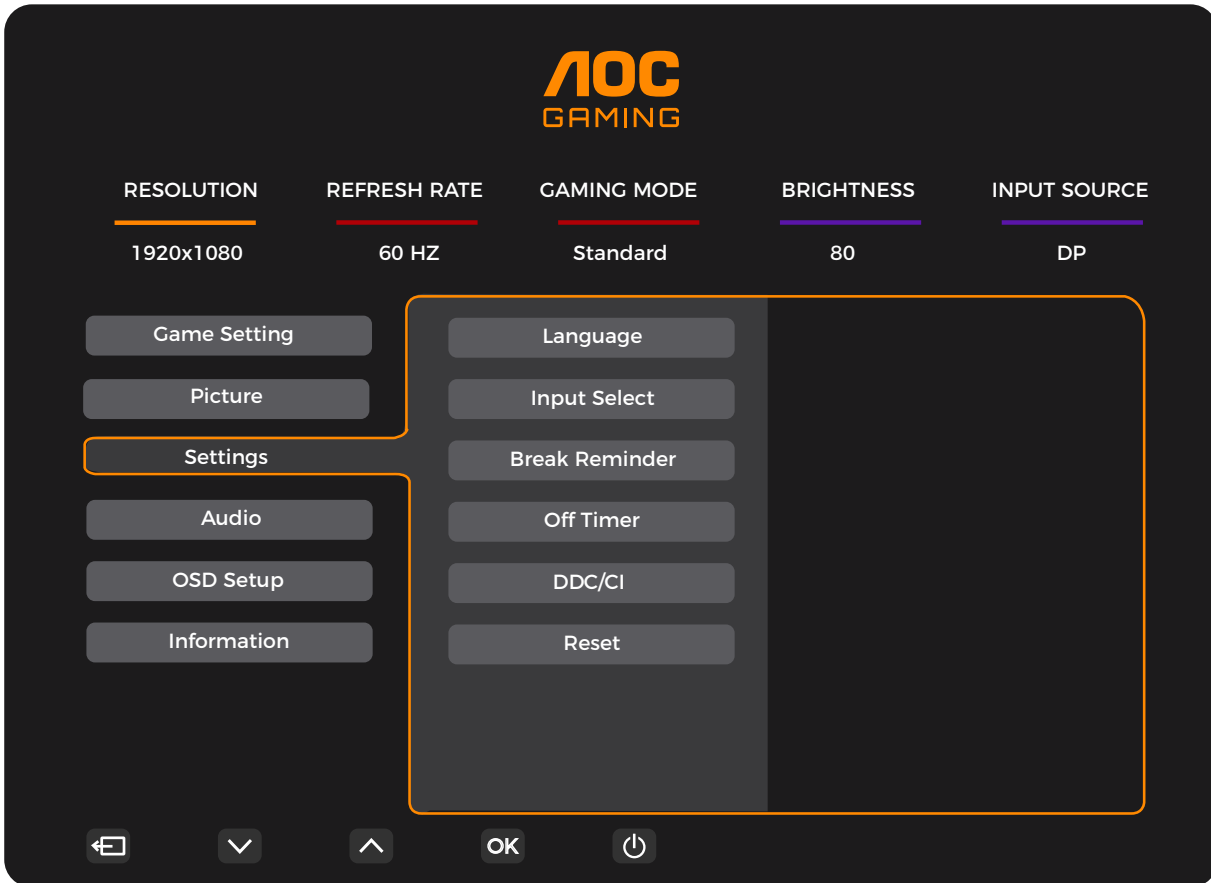 AOC
GAMING
RESOLUTION REFRESH RATE GAMING MODE BRIGHTNESS INPUT SOURCE
1920x1080 60 HZ Standard 80 DP
Game Setting
Picture
Settings
Audio
OSD Setup
Information
Language
Input Select
Break Reminder
Off Timer
DDC/CI
Reset
OK